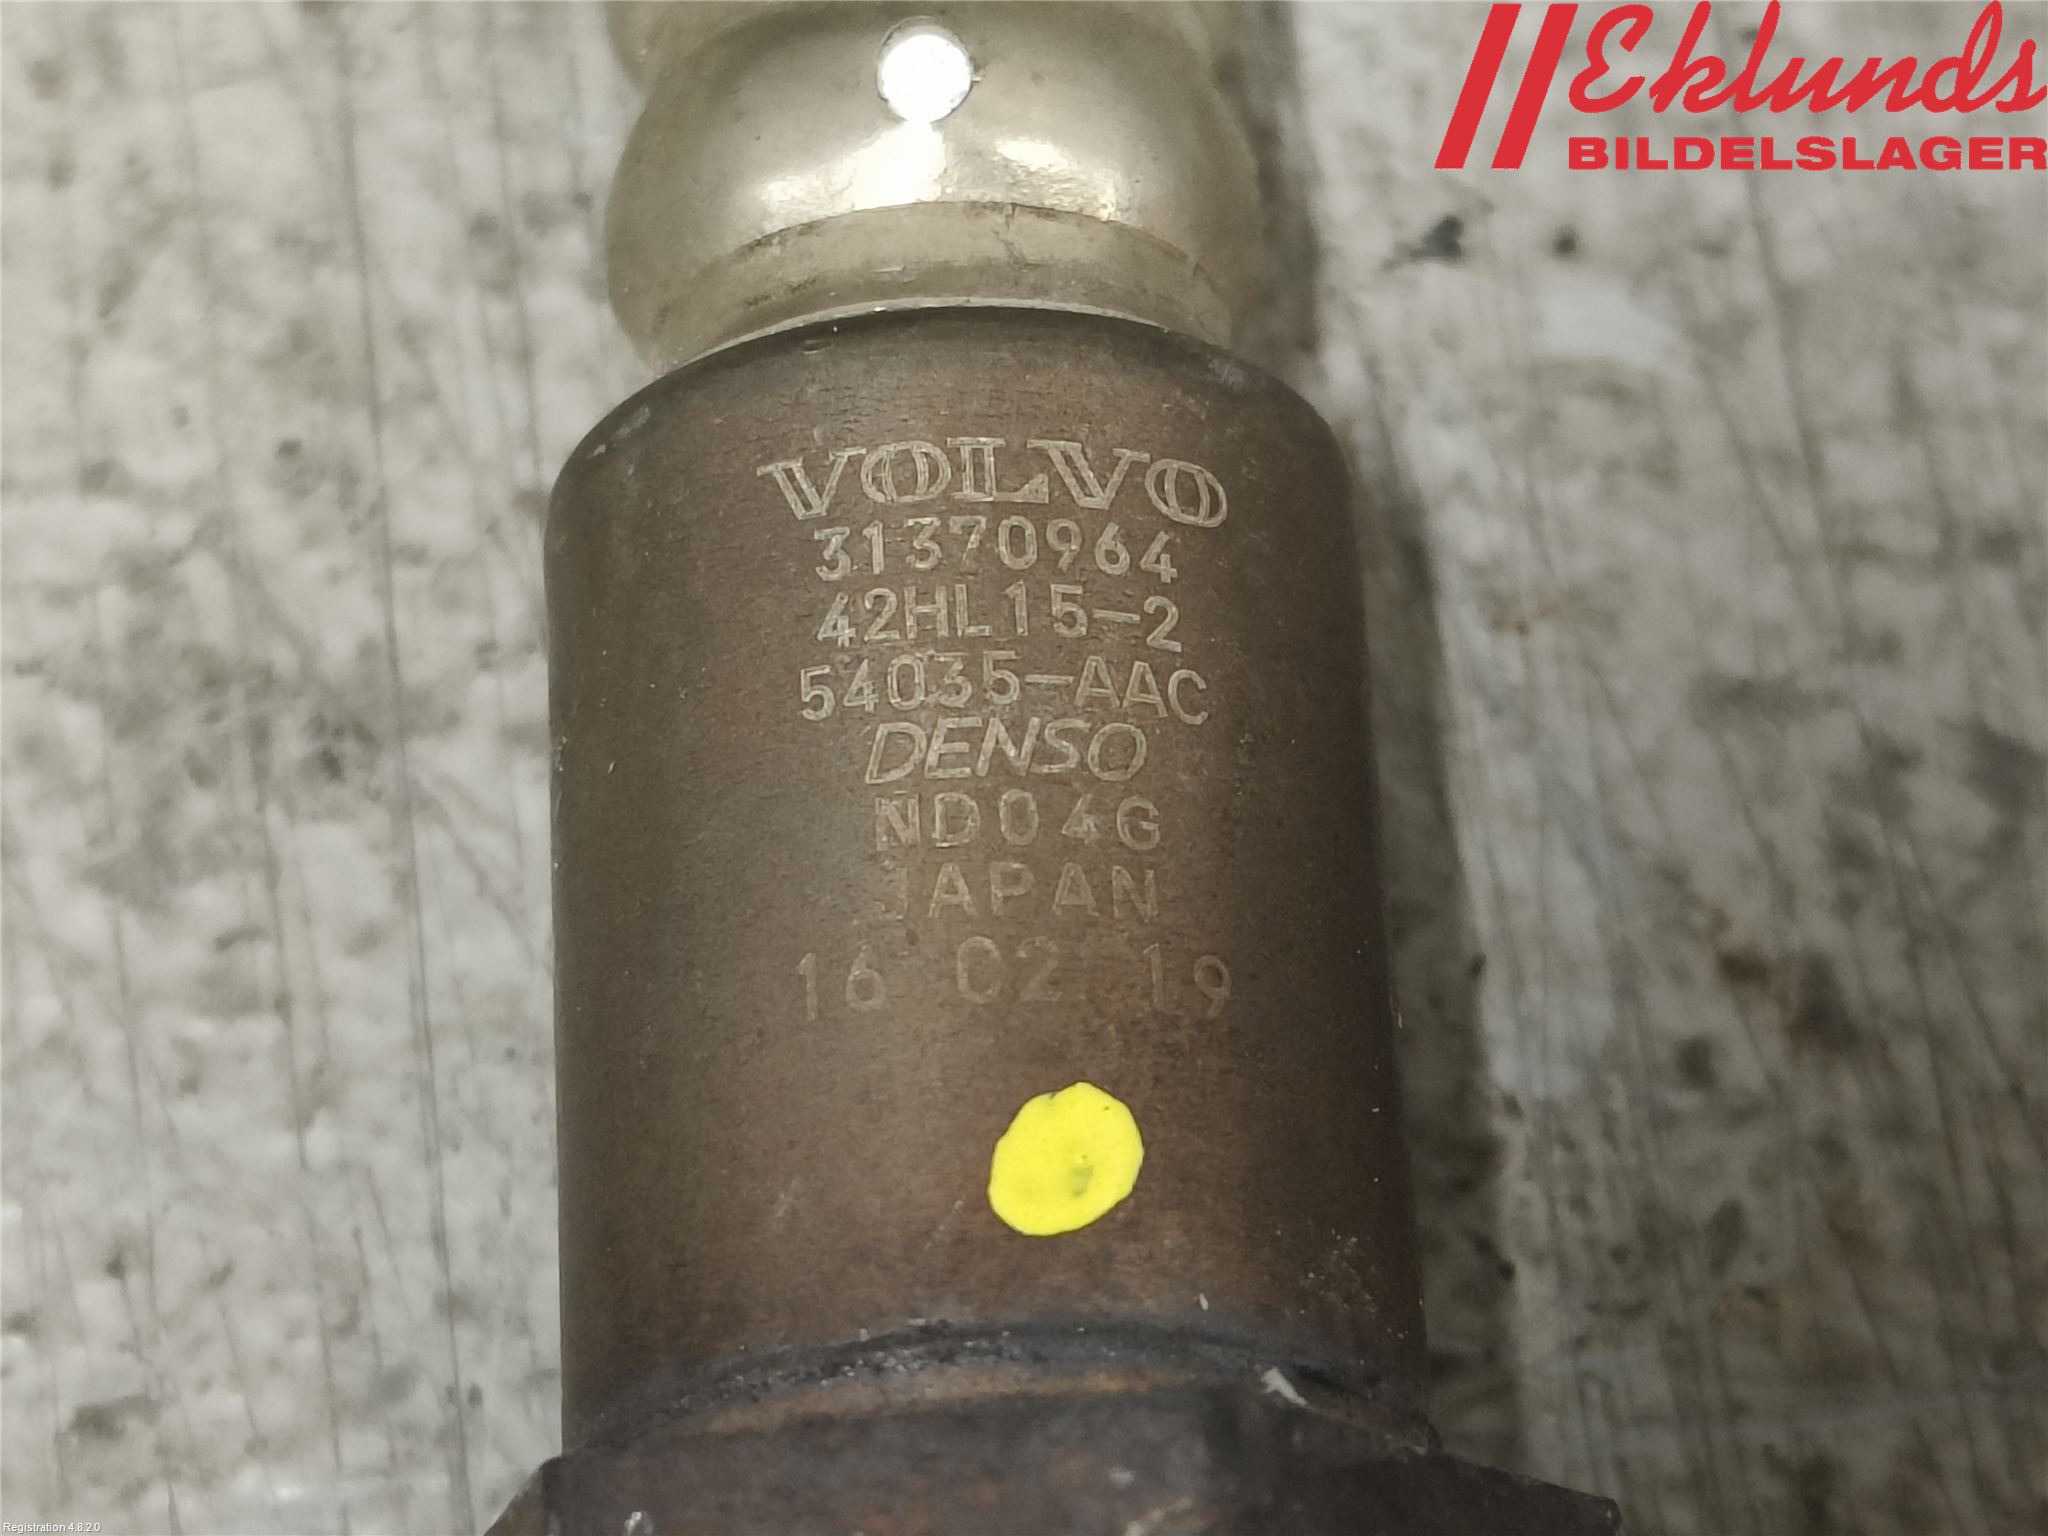 Eklunds
BILDELSLAGER
VOLVO
31370964
42HL15-2
54035-AAC
DENSO
ND04G
JAPAN
16 02 19
Registration 4.8.2.0